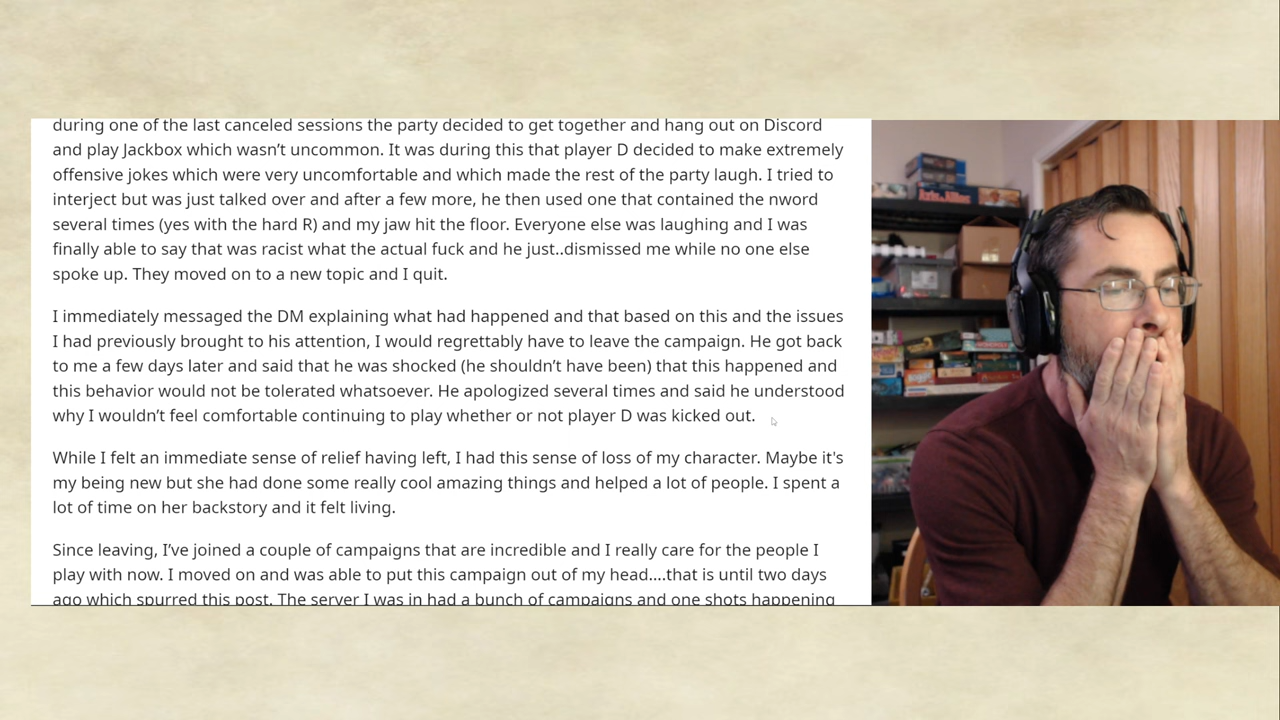 during one of the last canceled sessions the party decided to get together and hang out on Discord
and play Jackbox which wasn't uncommon. It was during this that player D decided to make extremely
offensive jokes which were very uncomfortable and which made the rest of the party laugh. I tried to
interject but was just talked over and after a few more, he then used one that contained the nword
several times (yes with the hard R) and my jaw hit the floor. Everyone else was laughing and I was
finally able to say that was racist what the actual fuck and he just..dismissed me while no one else
spoke up. They moved on to a new topic and I quit.
I immediately messaged the DM explaining what had happened and that based on this and the issues
I had previously brought to his attention, I would regrettably have to leave the campaign. He got back
to me a few days later and said that he was shocked (he shouldn't have been) that this happened and
this behavior would not be tolerated whatsoever. He apologized several times and said he understood
why I wouldn't feel comfortable continuing to play whether or not player D was kicked out.
While I felt an immediate sense of relief having left, I had this sense of loss of my character. Maybe it's
my being new but she had done some really cool amazing things and helped a lot of people. I spent a
lot of time on her backstory and it felt living.
Since leaving, I've joined a couple of campaigns that are incredible and I really care for the people I
play with now. I moved on and was able to put this campaign out of my head....that is until two days
ago which spurred this post. The server I was in had a bunch of campaigns and one shots happening